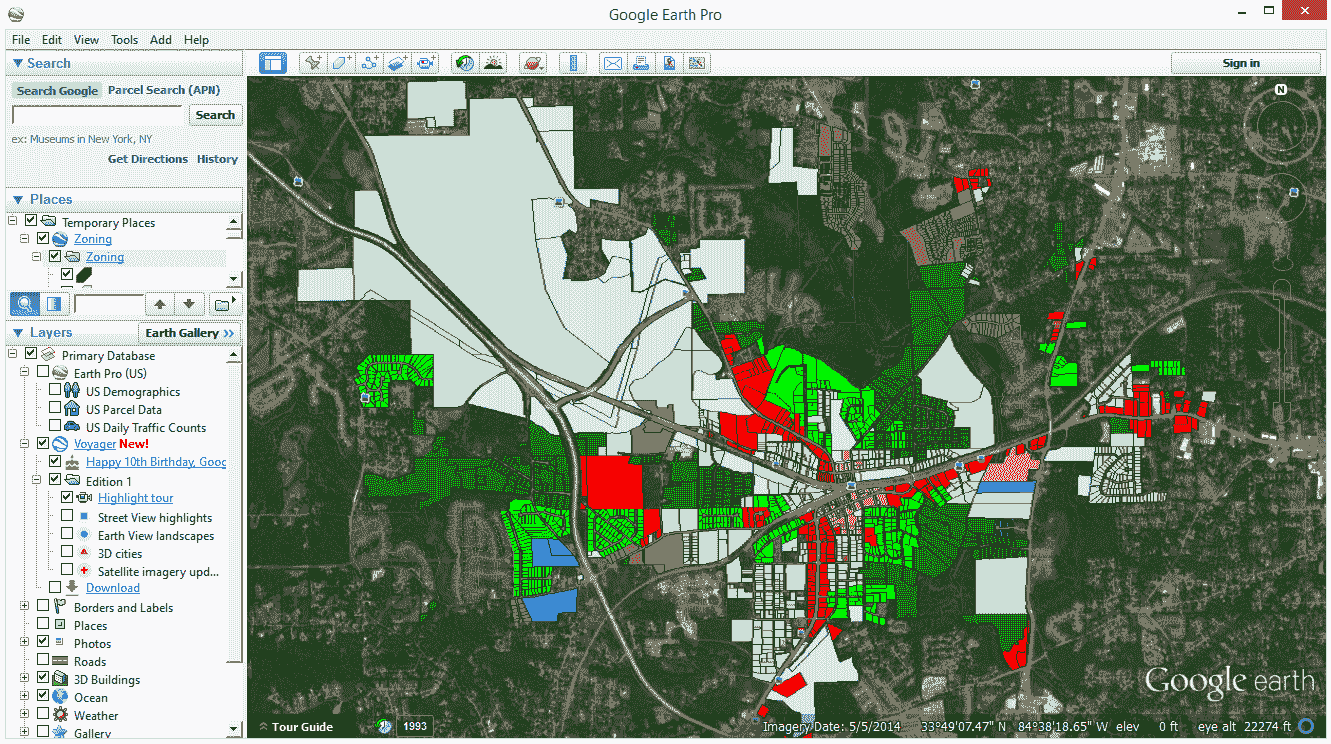 Google Earth Pro
File Edit View Tools Add Help
Search
Search Google Parcel Search (APN)
Search
ex: Museums in New York, NY
Get Directions History
Places
Temporary Places
Zoning
Zoning
Layers
Earth Gallery >>
Primary Database
Earth Pro (US)
US Demographics
US Parcel Data
US Daily Traffic Counts
Voyager New!
Happy 10th Birthday, Goog
Edition 1
Highlight tour
Street View highlights
Earth View landscapes
3D cities
Satellite imagery upd...
Download
Borders and Labels
Places
Photos
Roads
3D Buildings
Ocean
Weather
Gallery
Sign in
N
Google earth
Tour Guide
1993
Imagery Date: 5/5/2014 33°49'07.47" N 84°38'18.65" W elev 0 ft eye alt 22274 ft